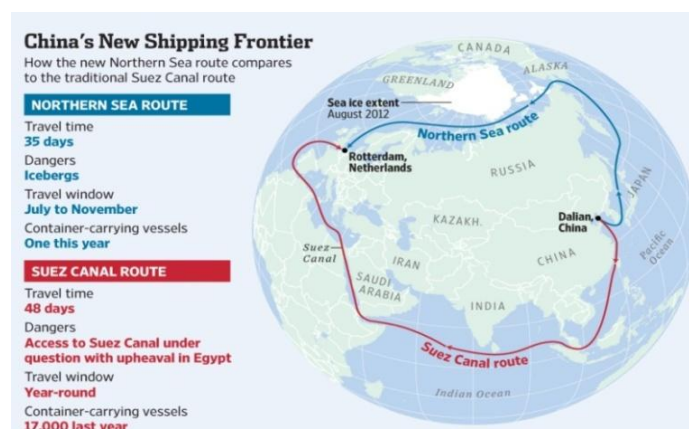 China's New Shipping Frontier
How the new Northern Sea route compares
to the traditional Suez Canal route
NORTHERN SEA ROUTE
Travel time
35 days
Dangers
Icebergs
Travel window
July to November
Container-carrying vessels
One this year
SUEZ CANAL ROUTE
Travel time
48 days
Dangers
Access to Suez Canal under
question with upheaval in Egypt
Travel window
Year-round
Container-carrying vessels
17,000 last year
CANADA
ALASKA
GREENLAND
Sea ice extent
August 2012
Northern Sea route
Rotterdam,
Netherlands
RUSSIA
JAPAN
KAZAKH.
Dalian,
China
Pacific
Ocean
Suez
Canal
IRAN
CHINA
SAUDI
ARABIA
INDIA
Suez Canal route
Indian Ocean